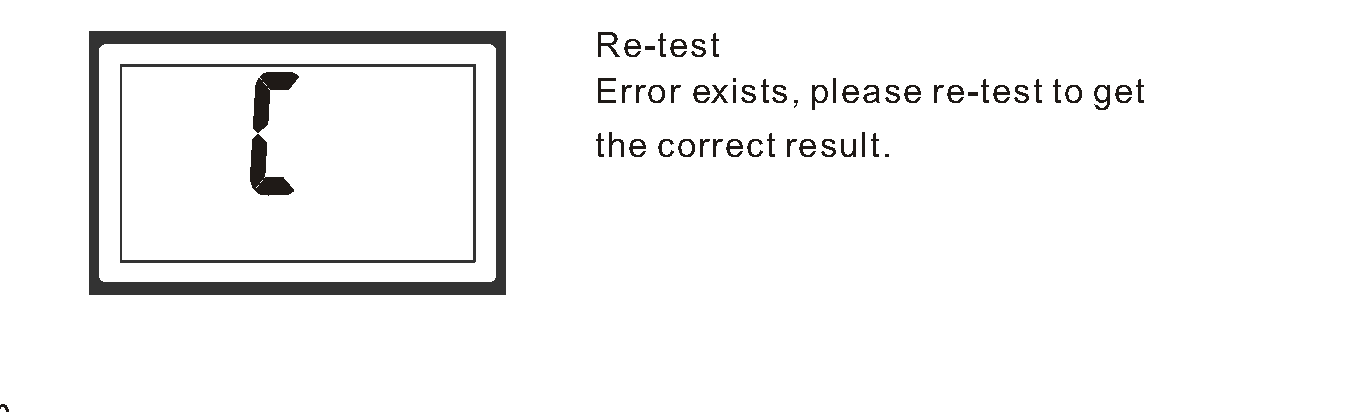 C
Re-test
Error exists, please re-test to get
the correct result.